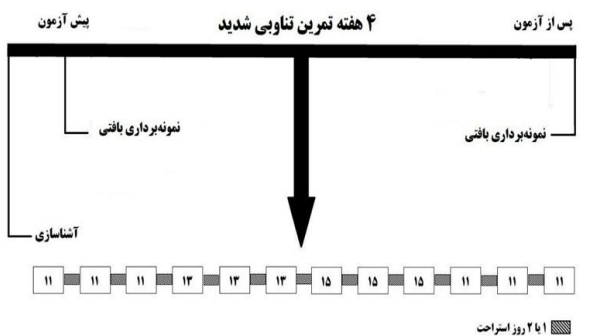 پیش آزمون
۴ هفته تمرین تناوبی شدید
پس از آزمون
نمونه‌برداری بافتی
نمونه‌برداری بافتی
آشناسازی
۱۱ ۱۱ ۱۱ ۱۳ ۱۳ ۱۳ ۱۵ ۱۵ ۱۵ ۱۱ ۱۱ ۱۱
۱ یا ۲ روز استراحت